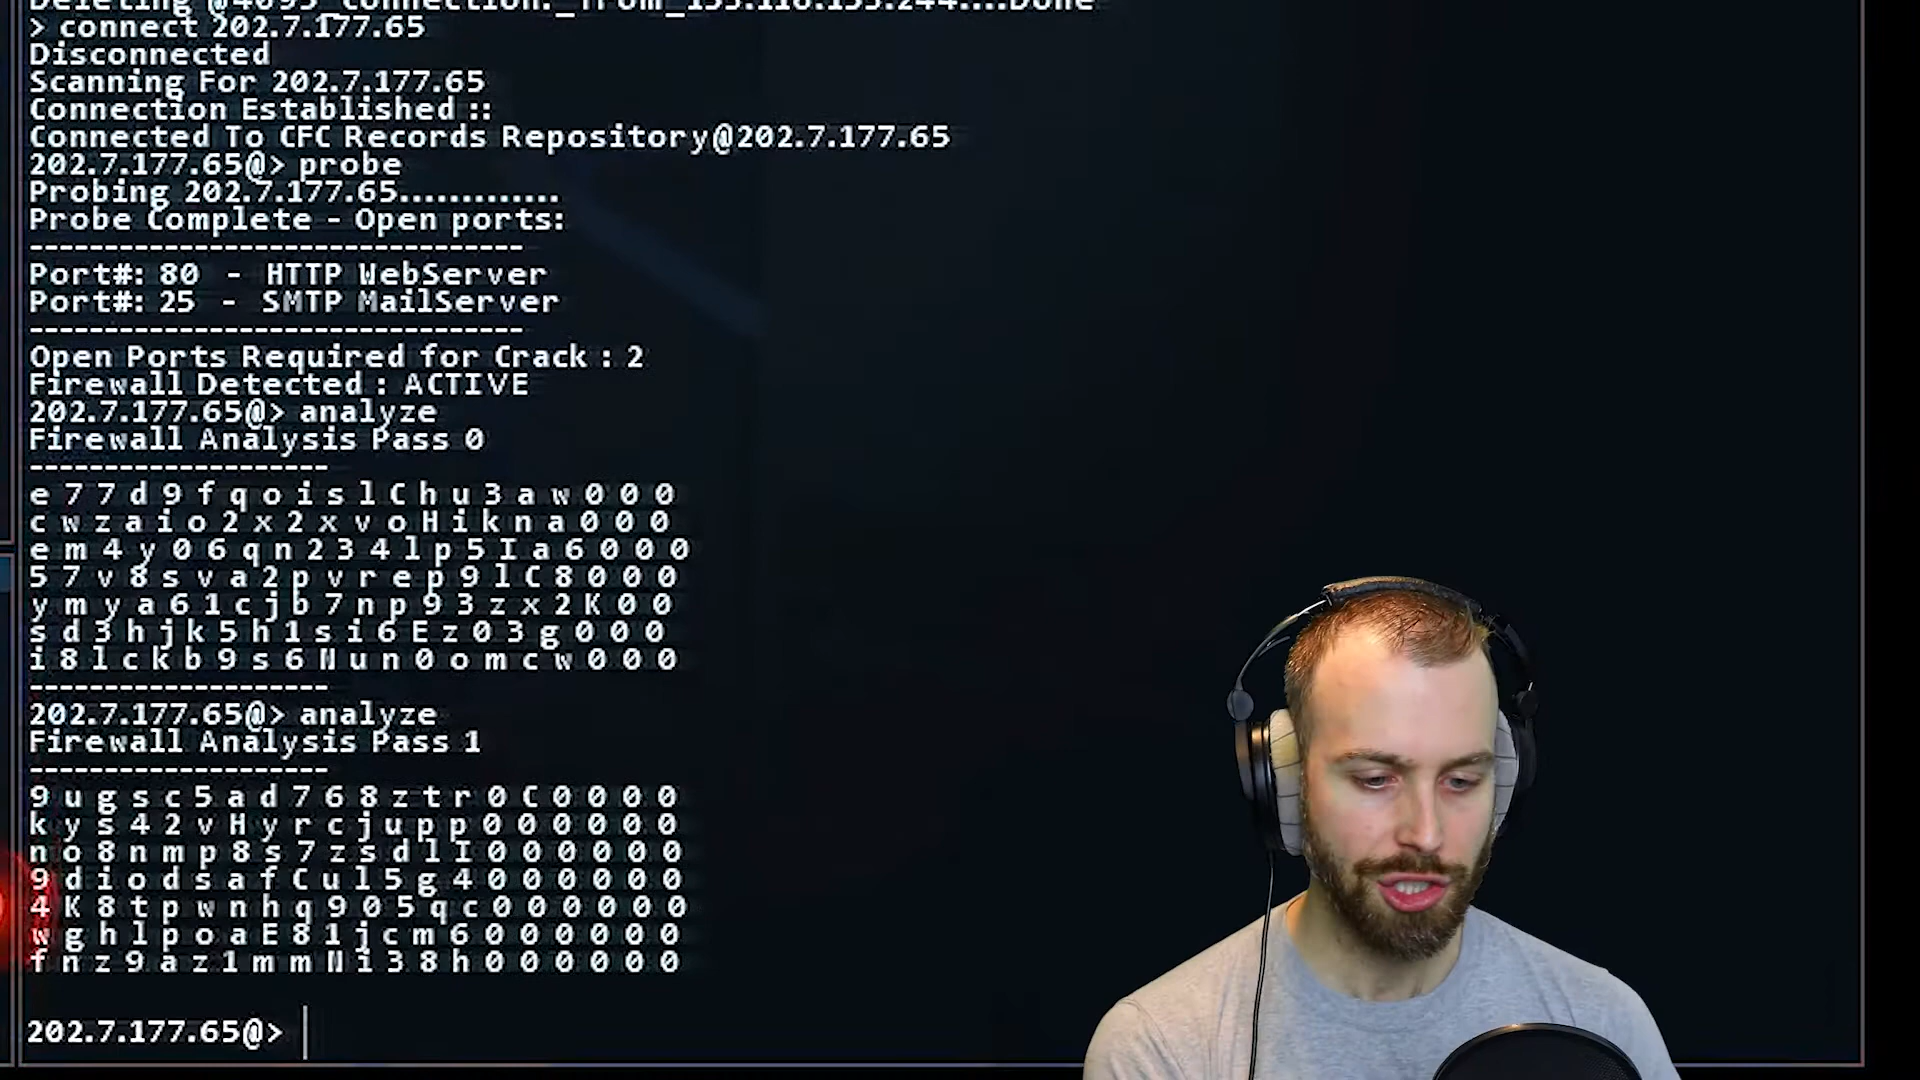 Deleting @4095_Connection:_from_155.116.155.244....Done
> connect 202.7.177.65
Disconnected
Scanning For 202.7.177.65
Connection Established ::
Connected To CFC Records Repository@202.7.177.65
202.7.177.65@> probe
Probing 202.7.177.65.............
Probe Complete - Open ports:
---------------------------------
Port#: 80 - HTTP WebServer
Port#: 25 - SMTP MailServer
---------------------------------
Open Ports Required for Crack : 2
Firewall Detected : ACTIVE
202.7.177.65@> analyze
Firewall Analysis Pass 0
--------------------
e 7 7 d 9 f q o i s l C h u 3 a w 0 0 0
c w z a i o 2 x 2 x v o H i k n a 0 0 0
e m 4 y 0 6 q n 2 3 4 l p 5 I a 6 0 0 0
5 7 v 8 s v a 2 p v r e p 9 l C 8 0 0 0
y m y a 6 1 c j b 7 n p 9 3 z x 2 K 0 0
s d 3 h j k 5 h 1 s i 6 E z 0 3 g 0 0 0
i 8 l c k b 9 s 6 N u n 0 o m c w 0 0 0
--------------------
202.7.177.65@> analyze
Firewall Analysis Pass 1
--------------------
9 u g s c 5 a d 7 6 8 z t r 0 C 0 0 0 0
k y s 4 2 v H y r c j u p p 0 0 0 0 0 0
n o 8 n m p 8 s 7 z s d l I 0 0 0 0 0 0
9 d i o d s a f C u l 5 g 4 0 0 0 0 0 0
4 K 8 t p w n h q 9 0 5 q c 0 0 0 0 0 0
w g h l p o a E 8 1 j c m 6 0 0 0 0 0 0
f n z 9 a z 1 m m N i 3 8 h 0 0 0 0 0 0
202.7.177.65@>